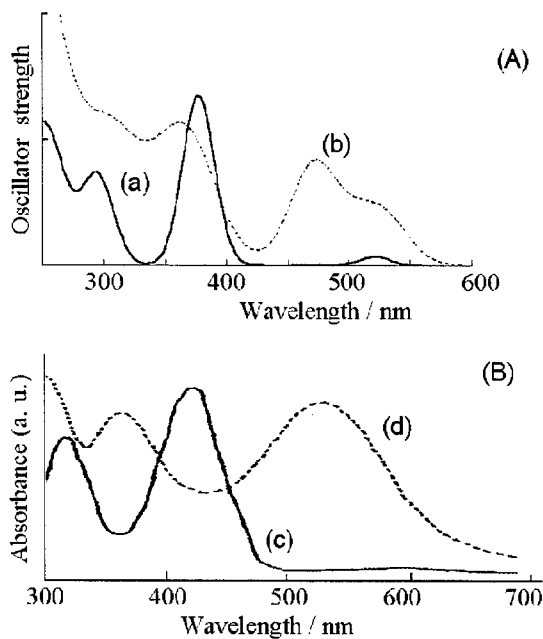 (A)
Oscillator strength
(a)
(b)
300 400 500 600
Wavelength / nm
(B)
Absorbance (a. u.)
(d)
(c)
300 400 500 600 700
Wavelength / nm